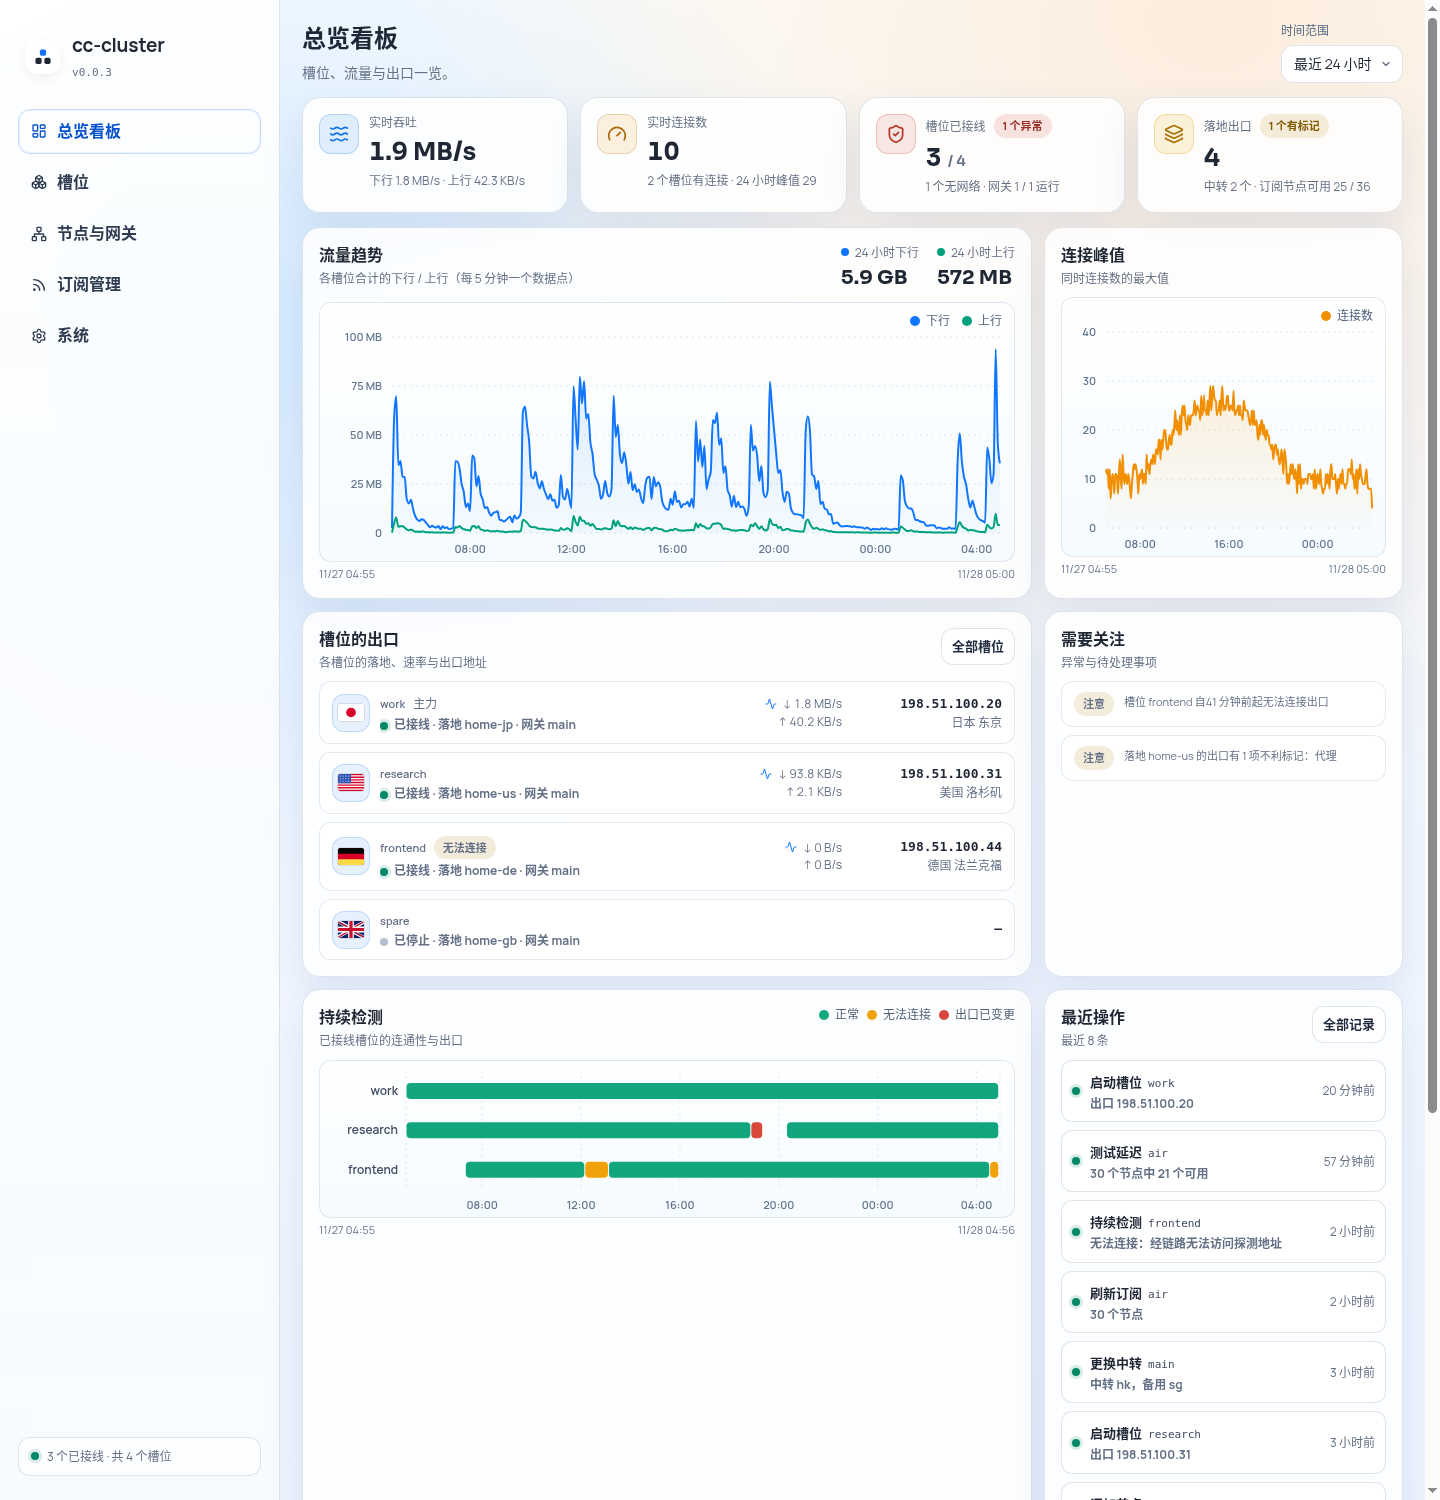 cc-cluster
v0.0.3
总览看板
槽位
节点与网关
订阅管理
系统
3 个已接线 · 共 4 个槽位
总览看板
槽位、流量与出口一览。
时间范围
最近 24 小时
实时吞吐
1.9 MB/s
下行 1.8 MB/s · 上行 42.3 KB/s
实时连接数
10
2 个槽位有连接 · 24 小时峰值 29
槽位已接线 1 个异常
3 / 4
1 个无网络 · 网关 1 / 1 运行
落地出口 1 个有标记
4
中转 2 个 · 订阅节点可用 25 / 36
流量趋势
各槽位合计的下行 / 上行（每 5 分钟一个数据点）
24 小时下行
5.9 GB
24 小时上行
572 MB
下行 上行
100 MB
75 MB
50 MB
25 MB
0
08:00 12:00 16:00 20:00 00:00 04:00
11/27 04:55 11/28 05:00
连接峰值
同时连接数的最大值
连接数
40
30
20
10
0
08:00 16:00 00:00
11/27 04:55 11/28 05:00
槽位的出口
各槽位的落地、速率与出口地址
全部槽位
work 主力
已接线 · 落地 home-jp · 网关 main
↓ 1.8 MB/s
↑ 40.2 KB/s
198.51.100.20
日本 东京
research
已接线 · 落地 home-us · 网关 main
↓ 93.8 KB/s
↑ 2.1 KB/s
198.51.100.31
美国 洛杉矶
frontend 无法连接
已接线 · 落地 home-de · 网关 main
↓ 0 B/s
↑ 0 B/s
198.51.100.44
德国 法兰克福
spare
已停止 · 落地 home-gb · 网关 main
–
需要关注
异常与待处理事项
注意 槽位 frontend 自41 分钟前起无法连接出口
注意 落地 home-us 的出口有 1 项不利标记：代理
持续检测
已接线槽位的连通性与出口
正常 无法连接 出口已变更
work
research
frontend
08:00 12:00 16:00 20:00 00:00 04:00
11/27 04:55 11/28 04:56
最近操作
最近 8 条
全部记录
启动槽位 work
出口 198.51.100.20
20 分钟前
测试延迟 air
30 个节点中 21 个可用
57 分钟前
持续检测 frontend
无法连接：经链路无法访问探测地址
2 小时前
刷新订阅 air
30 个节点
2 小时前
更换中转 main
中转 hk，备用 sg
3 小时前
启动槽位 research
出口 198.51.100.31
3 小时前